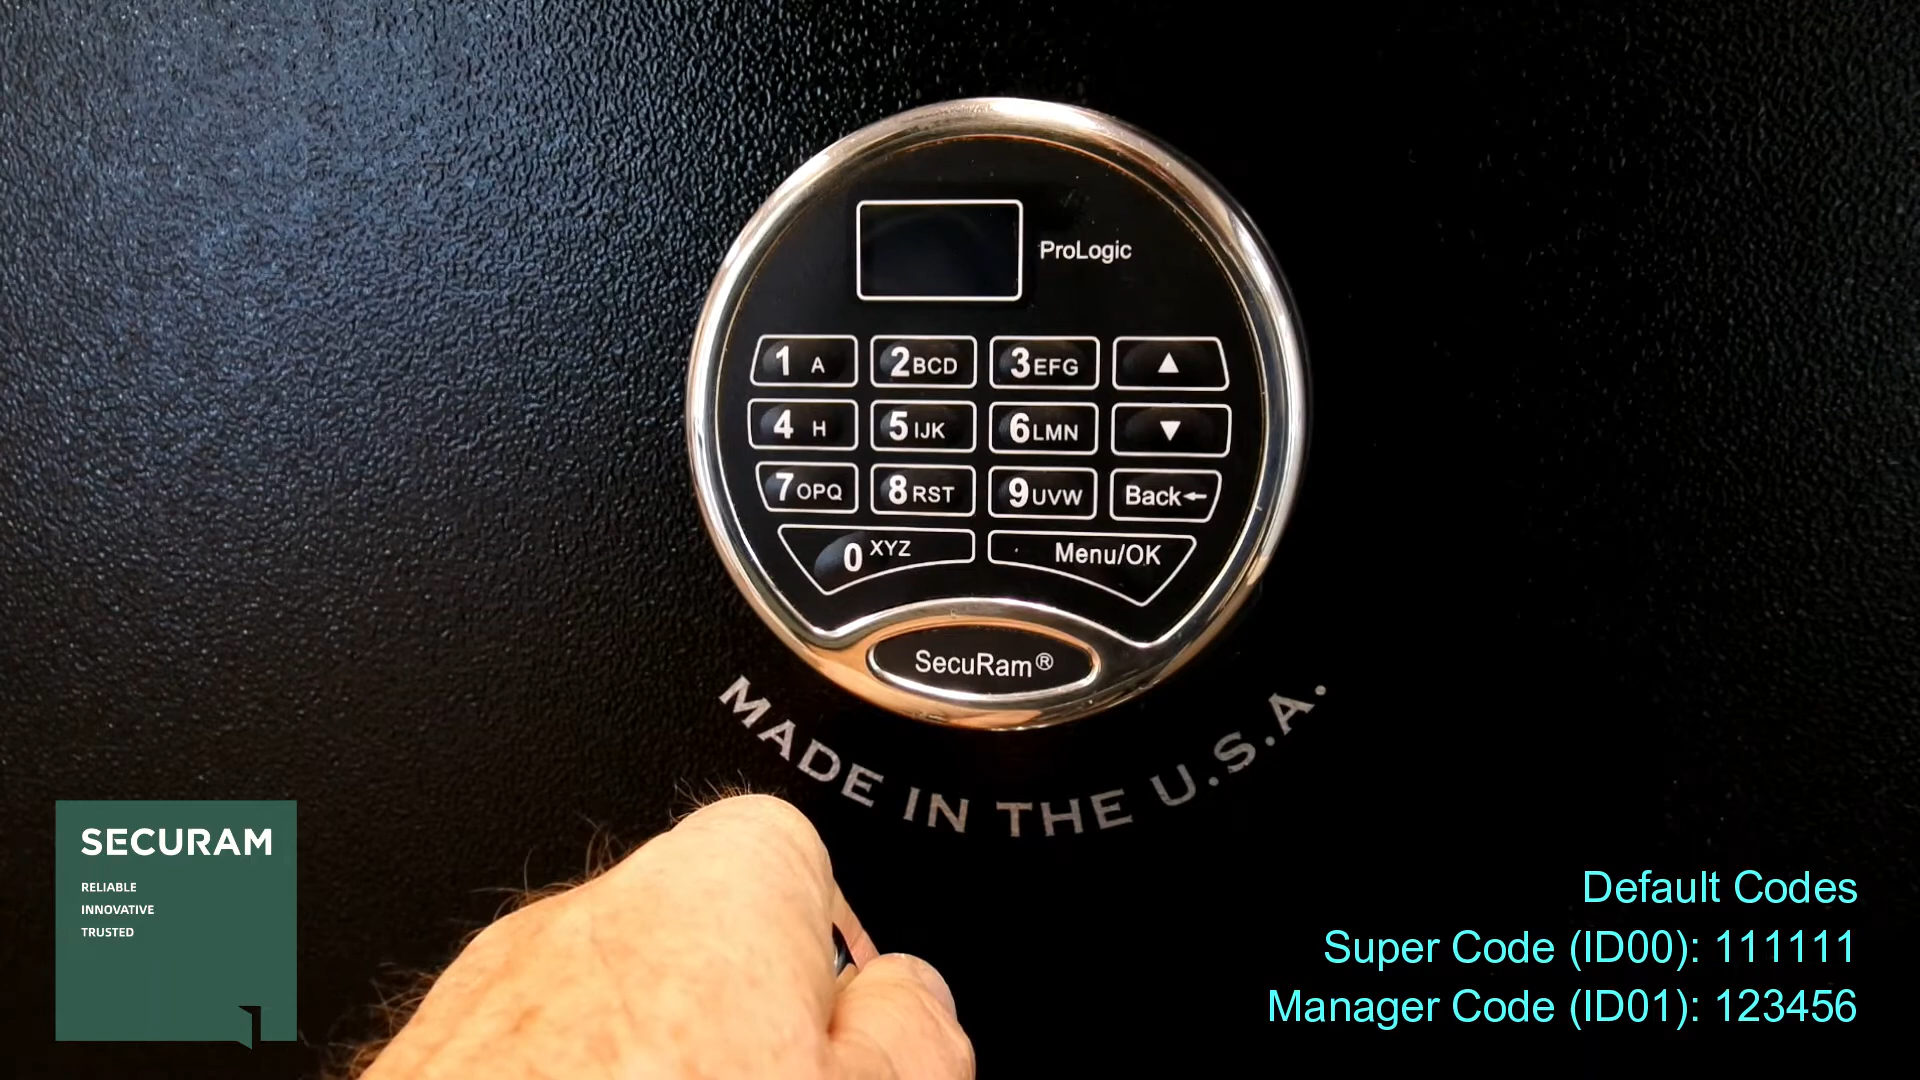 ProLogic
1 A
2 BCD
3 EFG
▲
4 H
5 IJK
6 LMN
▼
7 OPQ
8 RST
9 UVW
Back←
0 XYZ
Menu/OK
SecuRam®
MADE IN THE U.S.A.
SECURAM
RELIABLE
INNOVATIVE
TRUSTED
Default Codes
Super Code (ID00): 111111
Manager Code (ID01): 123456